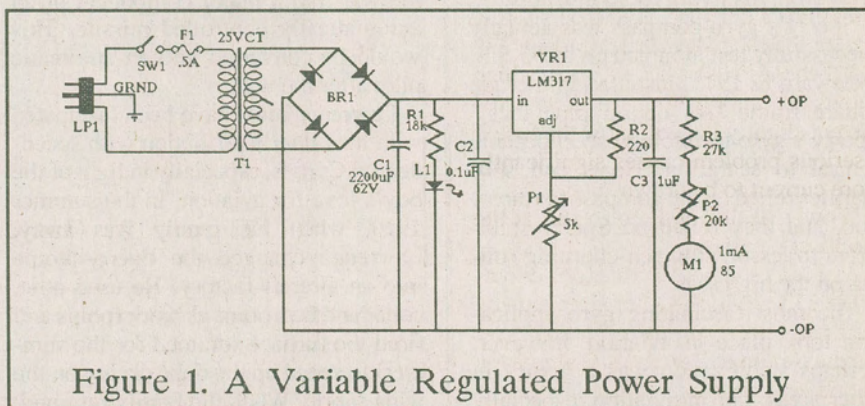 25VCT
F1
.5A
SW1
GRND
LP1
T1
BR1
R1
18k
C1
2200uF
62V
L1
C2
0.1uF
VR1
LM317
in
out
adj
P1
5k
R2
220
C3
1uF
R3
27k
P2
20k
M1
1mA
85
+OP
-OP
Figure 1. A Variable Regulated Power Supply